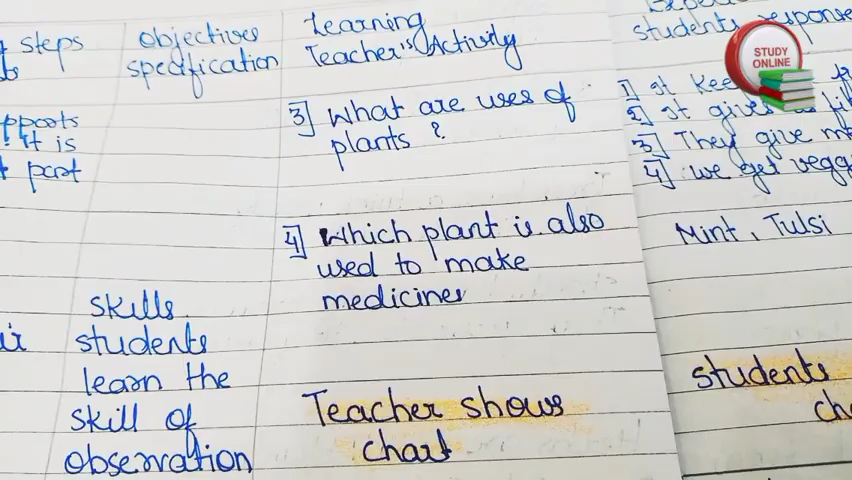 steps
objectives
specification
Learning
Teacher's Activity
students response
STUDY
ONLINE
it is
part
3] What are uses of
plants ?
1] It Kee
2] It gives
3] They give
4] we get vegg
4] Which plant is also
used to make
medicines
Mint, Tulsi
skills
students
learn the
skill of
observation
Teacher shows
chart
students